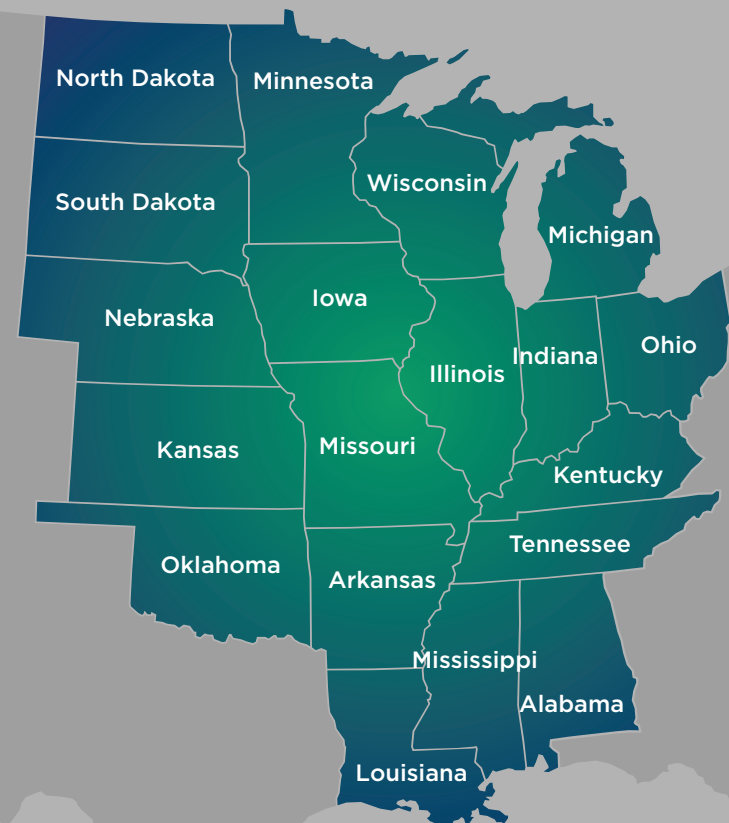 North Dakota
Minnesota
Wisconsin
South Dakota
Michigan
Iowa
Nebraska
Ohio
Indiana
Illinois
Missouri
Kansas
Kentucky
Tennessee
Oklahoma
Arkansas
Mississippi
Alabama
Louisiana